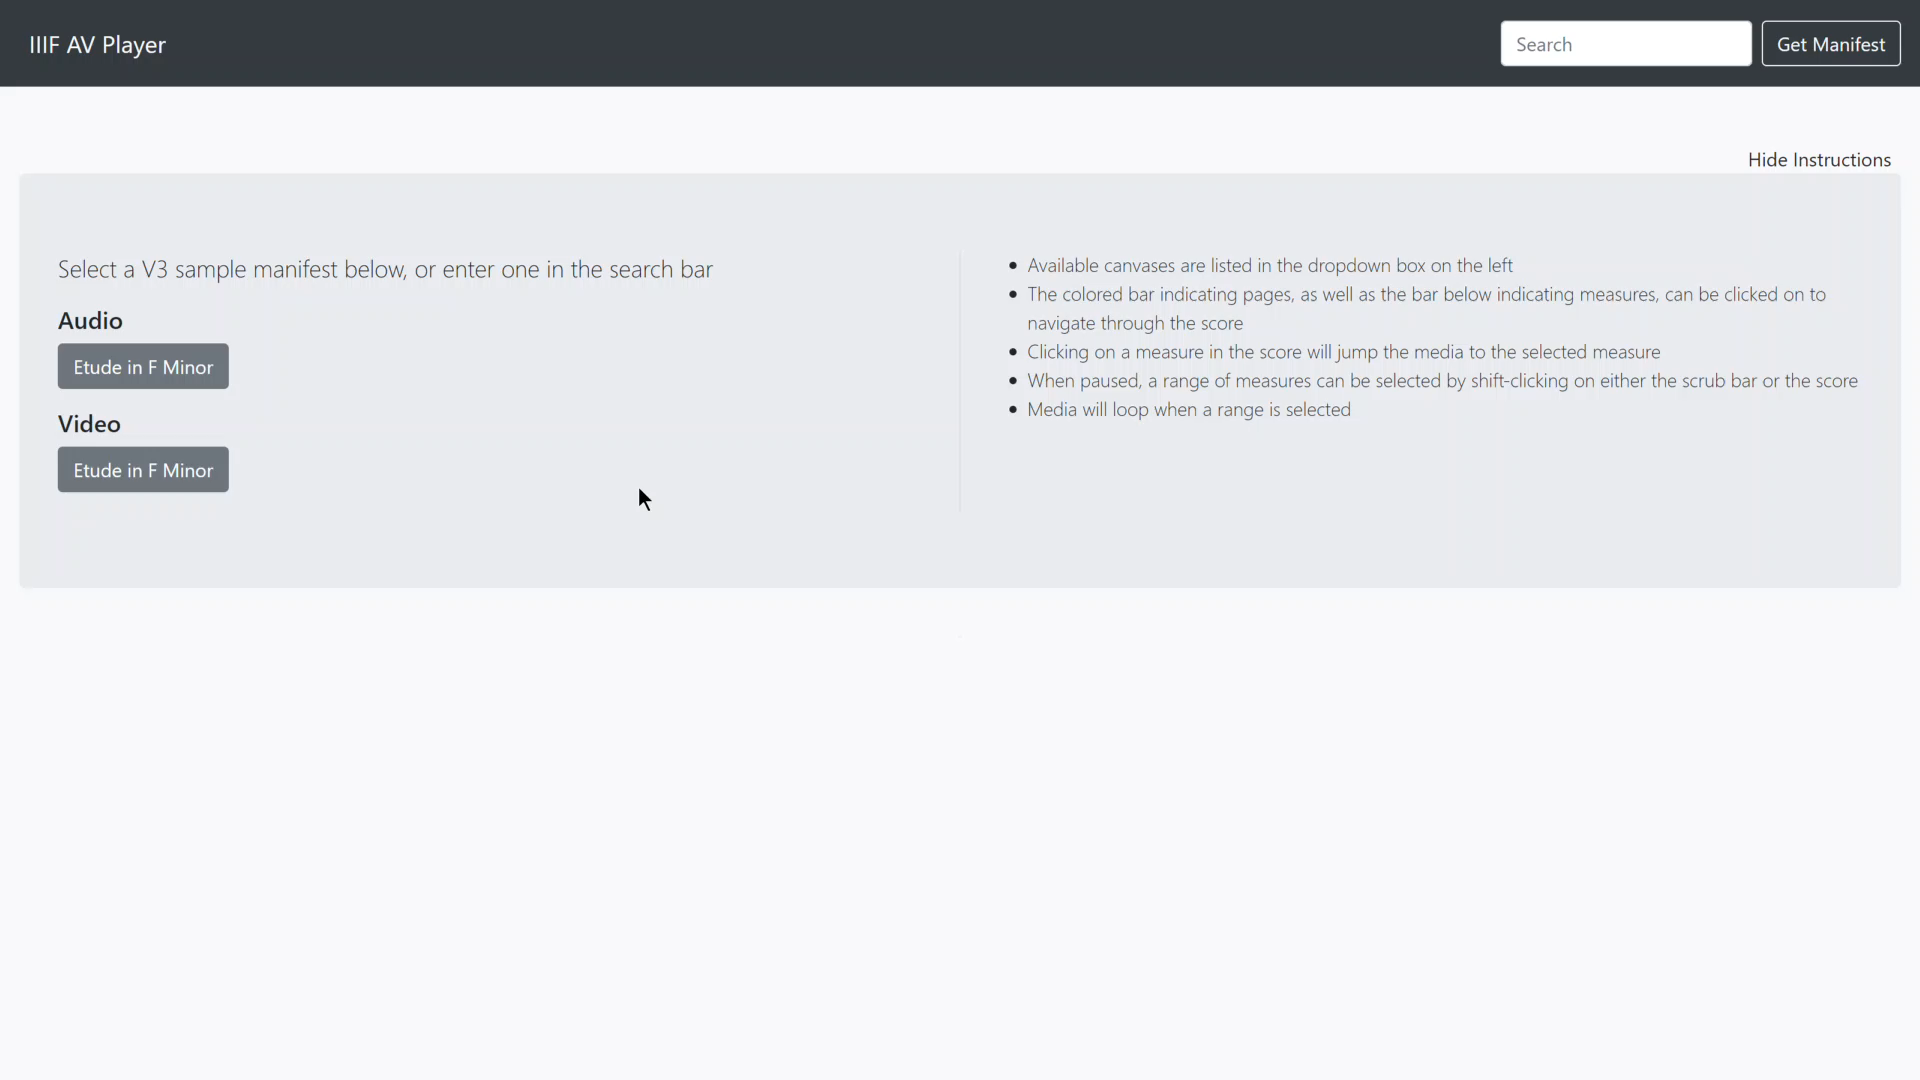 IIIF AV Player
Search
Get Manifest
Hide Instructions
Select a V3 sample manifest below, or enter one in the search bar
Audio
Etude in F Minor
Video
Etude in F Minor
Available canvases are listed in the dropdown box on the left
The colored bar indicating pages, as well as the bar below indicating measures, can be clicked on to
navigate through the score
Clicking on a measure in the score will jump the media to the selected measure
When paused, a range of measures can be selected by shift-clicking on either the scrub bar or the score
Media will loop when a range is selected